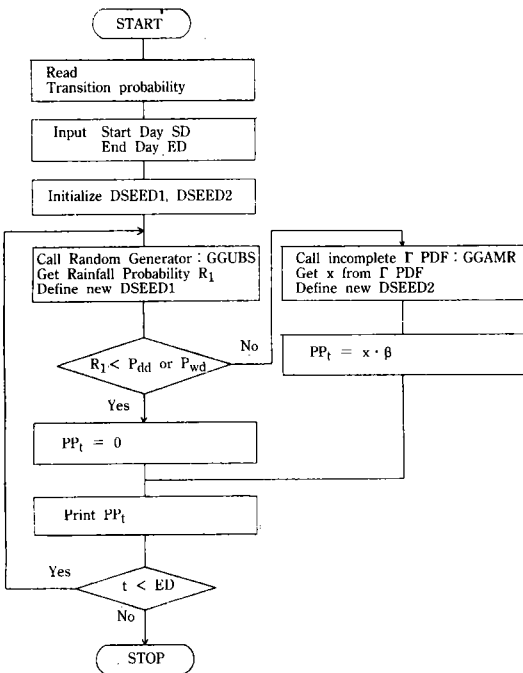 START
Read
Transition probability
Input Start Day SD
End Day ED
Initialize DSEED1, DSEED2
Call Random Generator : GGUBS
Get Rainfall Probability R₁
Define new DSEED1
Call incomplete Γ PDF : GGAMR
Get x from Γ PDF
Define new DSEED2
R₁ < Pdd or Pwd
No
PPt = x · β
Yes
PPt = 0
Print PPt
Yes
t < ED
No
STOP